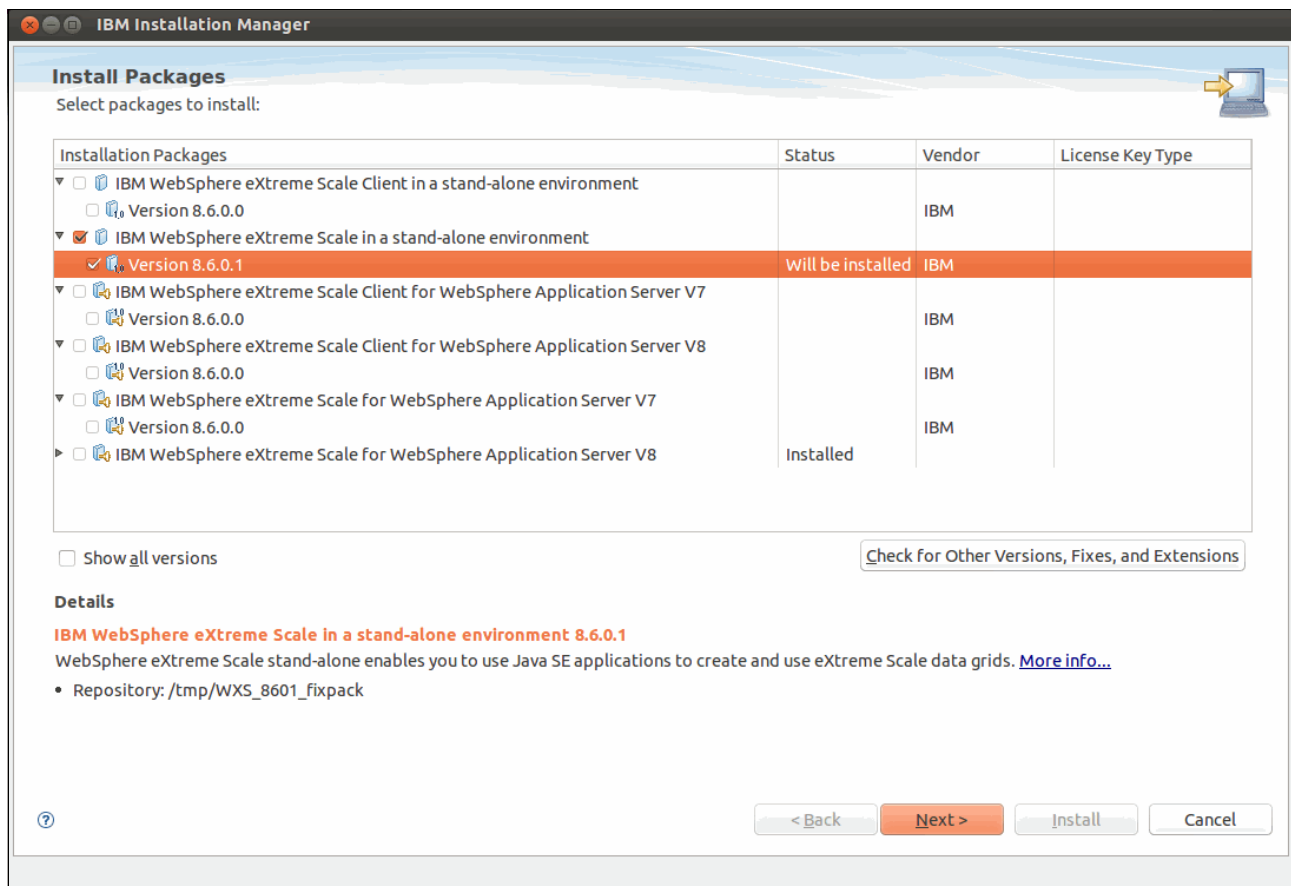 IBM Installation Manager
Install Packages
Select packages to install:
Installation Packages Status Vendor License Key Type
IBM WebSphere eXtreme Scale Client in a stand-alone environment
Version 8.6.0.0 IBM
IBM WebSphere eXtreme Scale in a stand-alone environment
Version 8.6.0.1 Will be installed IBM
IBM WebSphere eXtreme Scale Client for WebSphere Application Server V7
Version 8.6.0.0 IBM
IBM WebSphere eXtreme Scale Client for WebSphere Application Server V8
Version 8.6.0.0 IBM
IBM WebSphere eXtreme Scale for WebSphere Application Server V7
Version 8.6.0.0 IBM
IBM WebSphere eXtreme Scale for WebSphere Application Server V8 Installed
Show all versions Check for Other Versions, Fixes, and Extensions
Details
IBM WebSphere eXtreme Scale in a stand-alone environment 8.6.0.1
WebSphere eXtreme Scale stand-alone enables you to use Java SE applications to create and use eXtreme Scale data grids. More info...
• Repository: /tmp/WXS_8601_fixpack
? < Back Next > Install Cancel